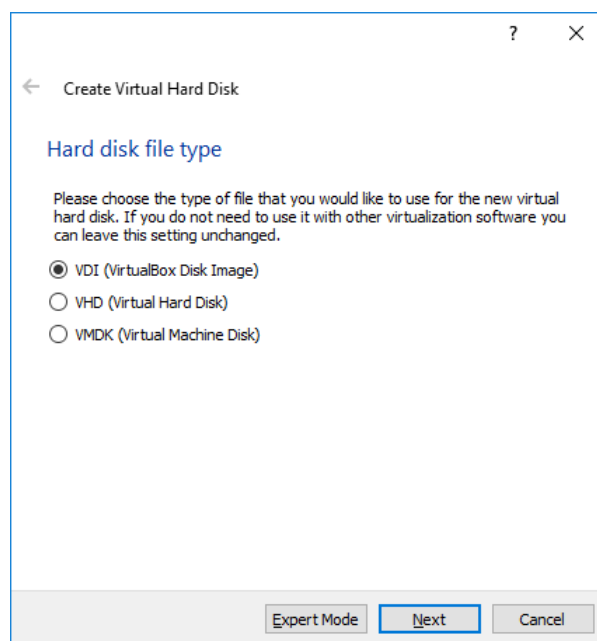 ?
Create Virtual Hard Disk
Hard disk file type
Please choose the type of file that you would like to use for the new virtual
hard disk. If you do not need to use it with other virtualization software you
can leave this setting unchanged.
VDI (VirtualBox Disk Image)
VHD (Virtual Hard Disk)
VMDK (Virtual Machine Disk)
Expert Mode Next Cancel